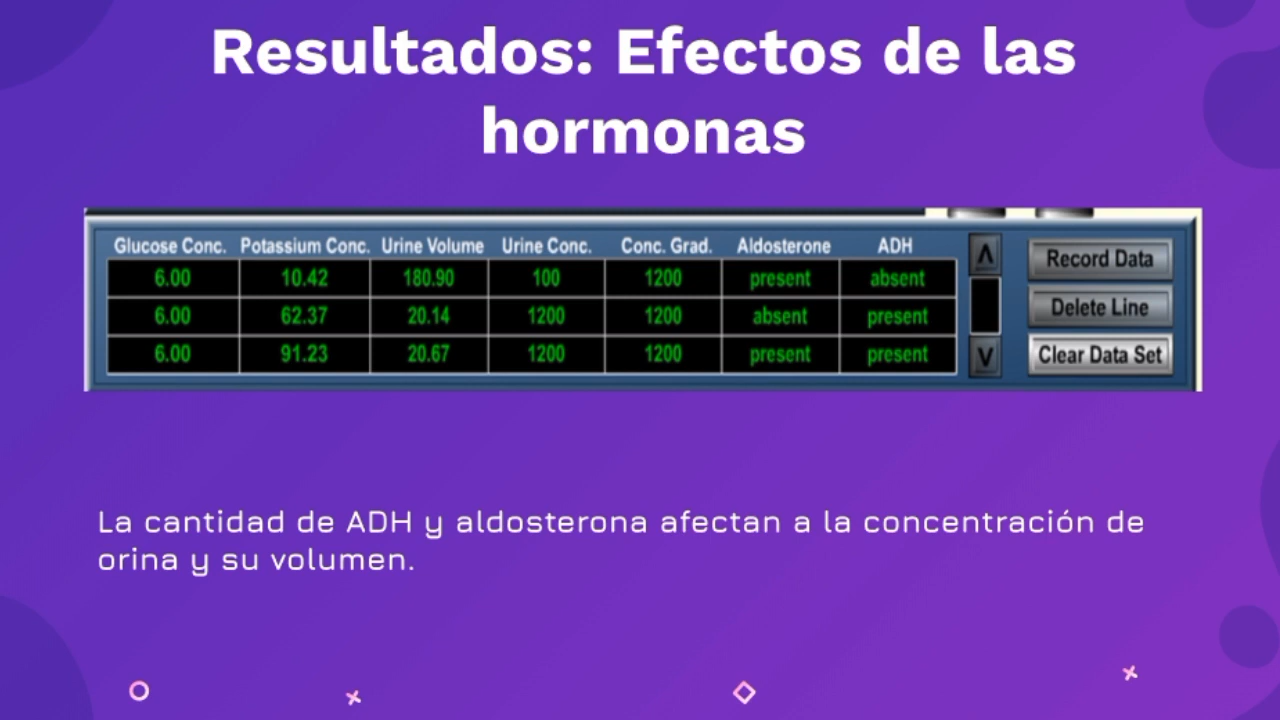 Resultados: Efectos de las
hormonas
Glucose Conc. Potassium Conc. Urine Volume Urine Conc. Conc. Grad. Aldosterone ADH
6.00 10.42 180.90 100 1200 present absent
6.00 62.37 20.14 1200 1200 absent present
6.00 91.23 20.67 1200 1200 present present
Record Data
Delete Line
Clear Data Set
La cantidad de ADH y aldosterona afectan a la concentración de
orina y su volumen.